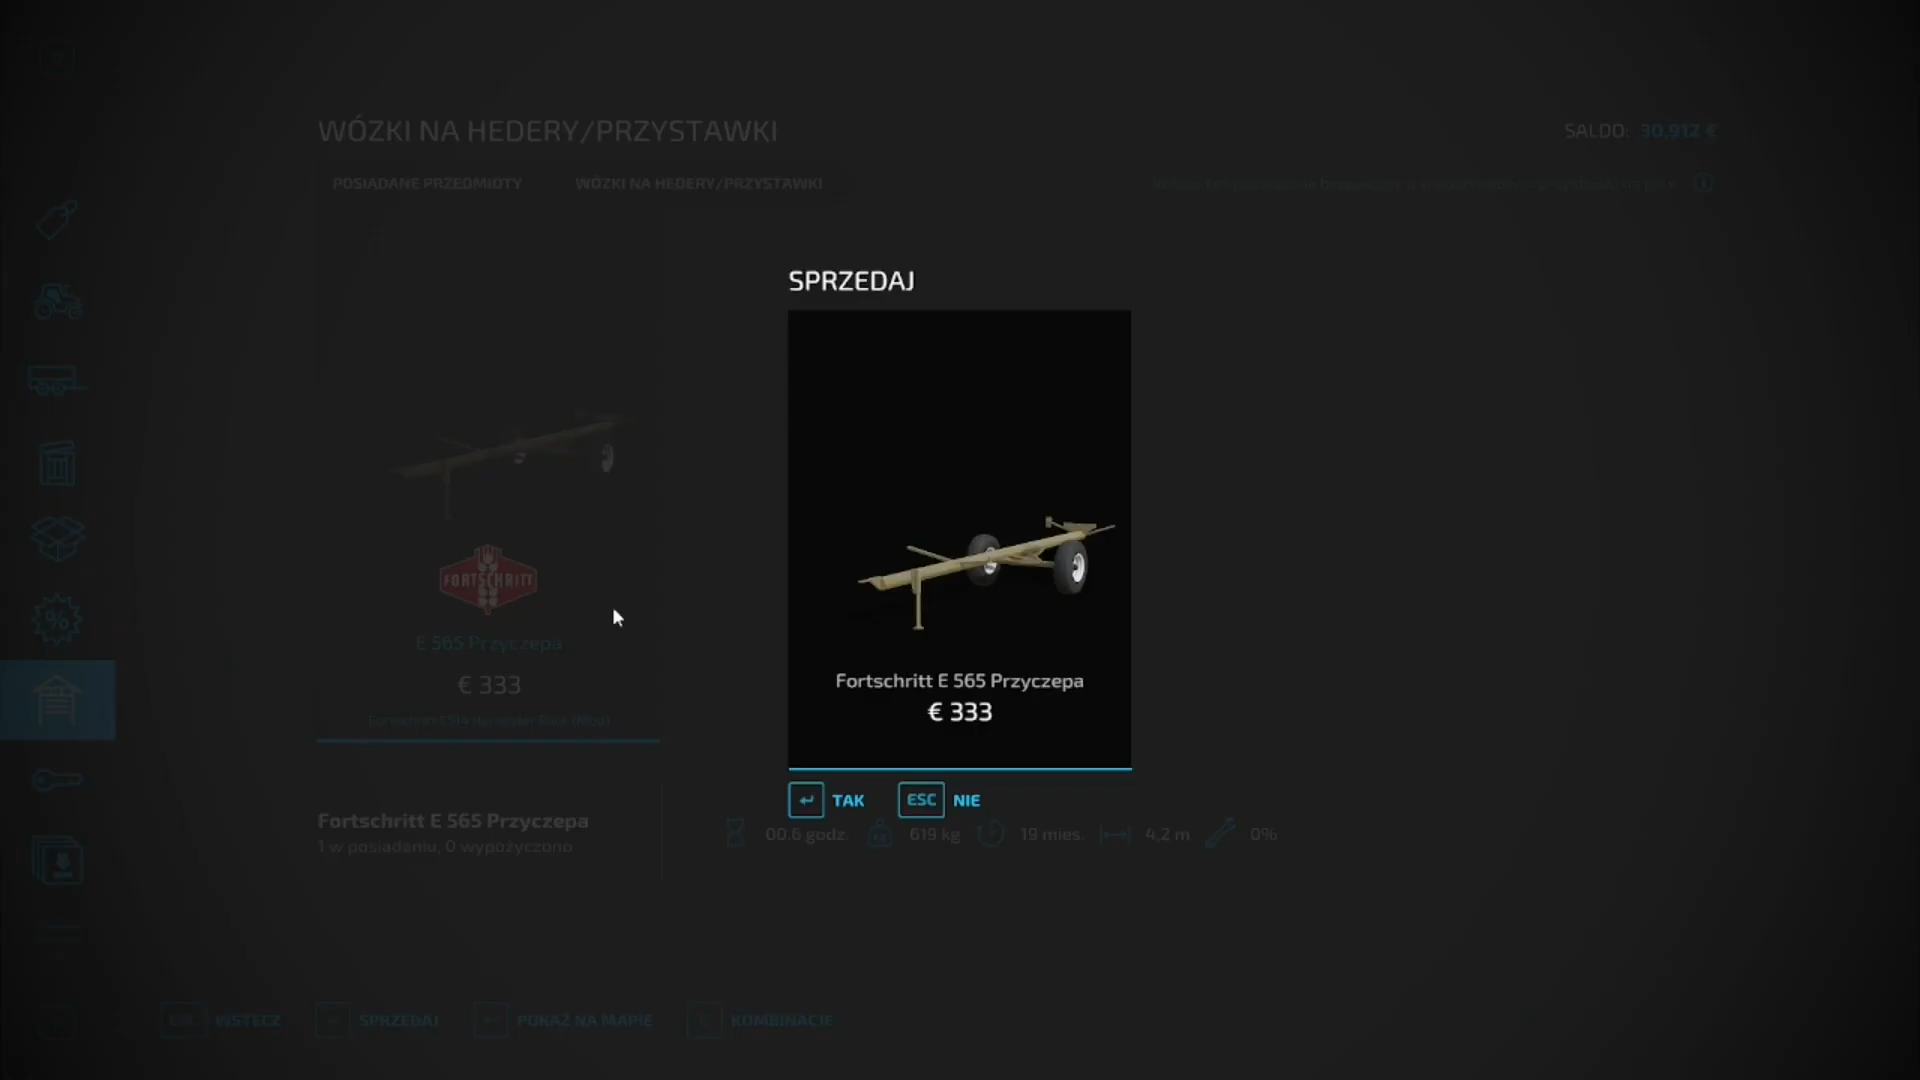 WÓZKI NA HEDERY/PRZYSTAWKI
SALDO: 30,912 €
POSIADANE PRZEDMIOTY WÓZKI NA HEDERY/PRZYSTAWKI
SPRZEDAJ
FORTSCHRITT
E 565 Przyczepa
€ 333
Fortschritt E 565 Przyczepa
€ 333
TAK ESC NIE
Fortschritt E 565 Przyczepa
1 w posiadaniu, 0 wypożyczono
00.6 godz. 619 kg 19 mies. 4,2 m 0%
WSTECZ SPRZEDAJ POKAŻ NA MAPIE KOMBINACJE